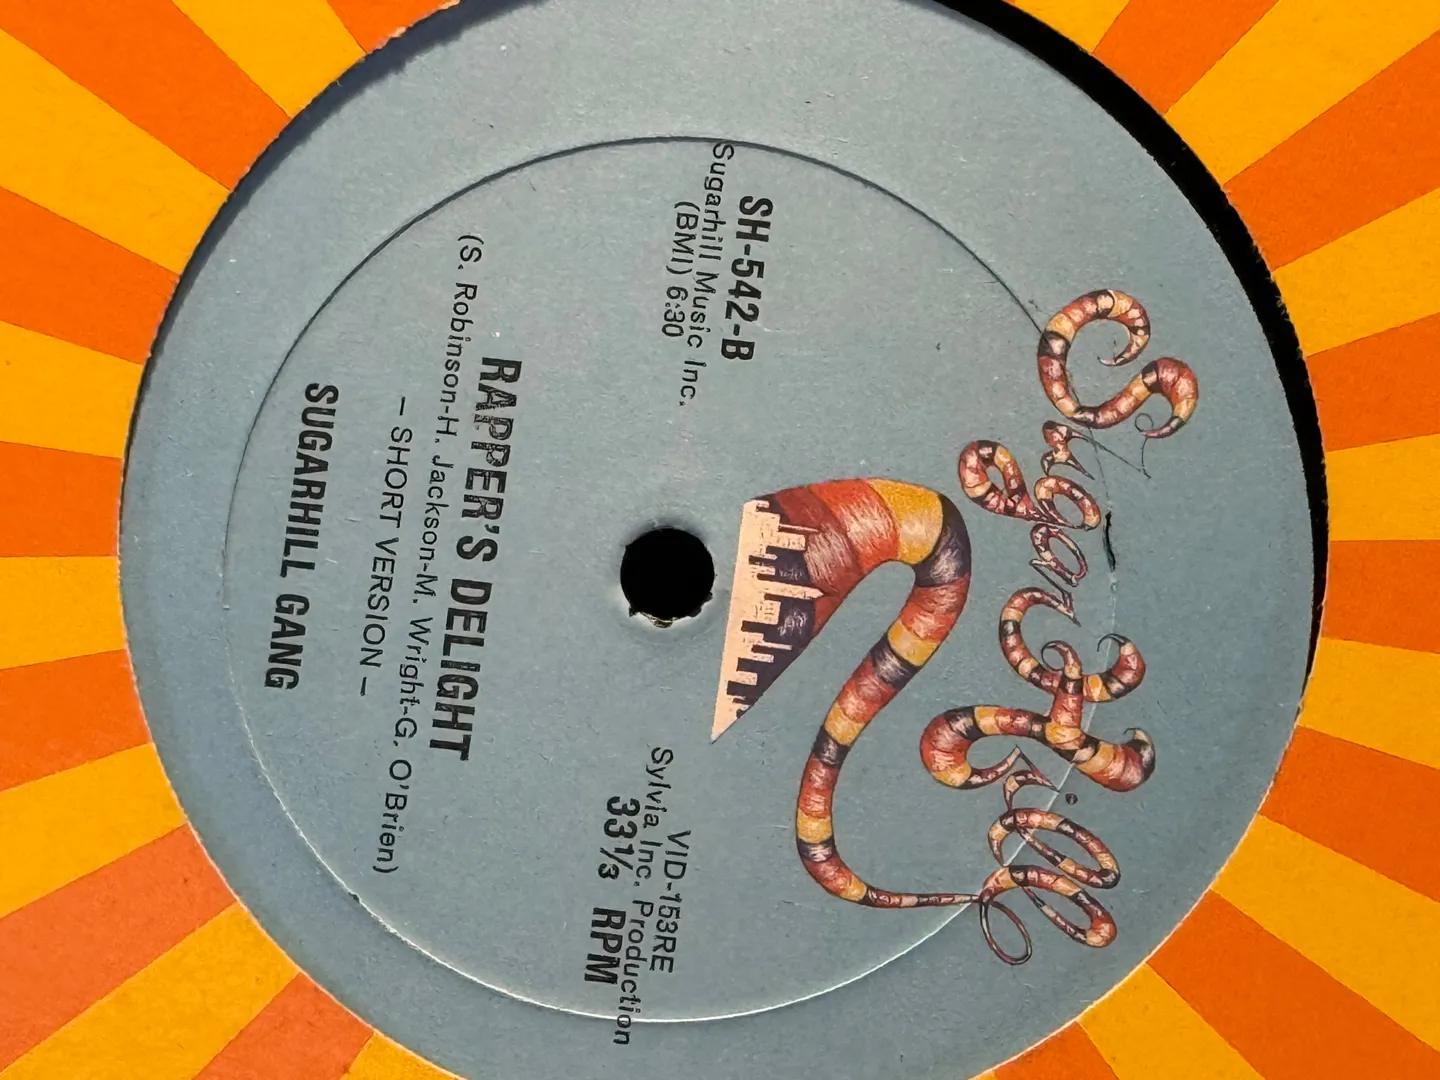 Sugar Hill
SH-542-B
Sugarhill Music Inc.
(BMI) 6:30
VID-153RE
Sylvia Inc. Production
33⅓ RPM
RAPPER'S DELIGHT
(S. Robinson-H. Jackson-M. Wright-G. O'Brien)
— SHORT VERSION —
SUGARHILL GANG